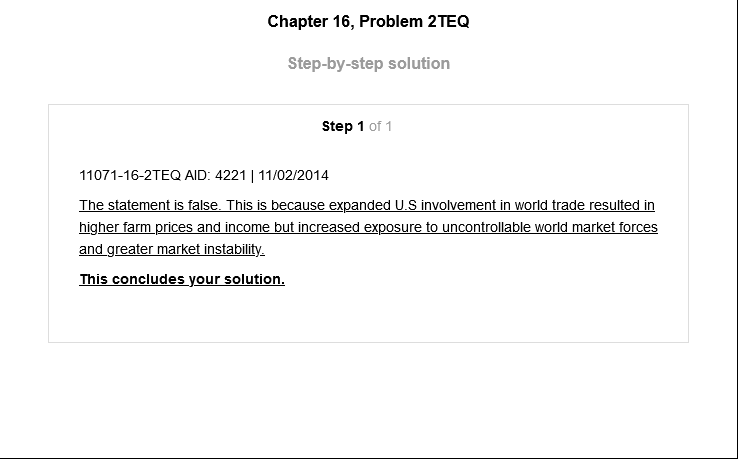 Chapter 16, Problem 2TEQ
Step-by-step solution
Step 1 of 1
11071-16-2TEQ AID: 4221 | 11/02/2014
The statement is false. This is because expanded U.S involvement in world trade resulted in
higher farm prices and income but increased exposure to uncontrollable world market forces
and greater market instability.
This concludes your solution.